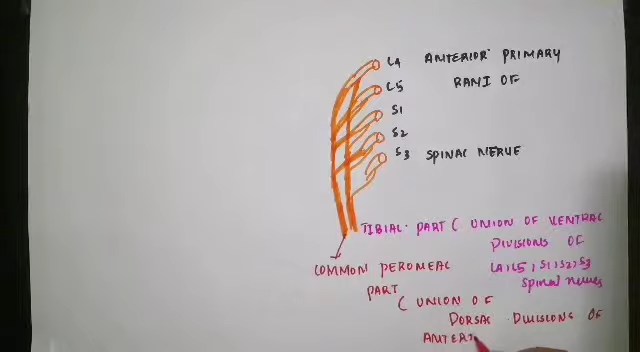 L4 ANTERIOR PRIMARY
L5 RAMI OF
S1
S2
S3 SPINAL NERVE
TIBIAL PART ( UNION OF VENTRAL
DIVISIONS OF
L4, L5, S1, S2, S3
Spinal nerves
COMMON PERONEAL
PART
( UNION OF
DORSAL DIVISIONS OF
ANTERI